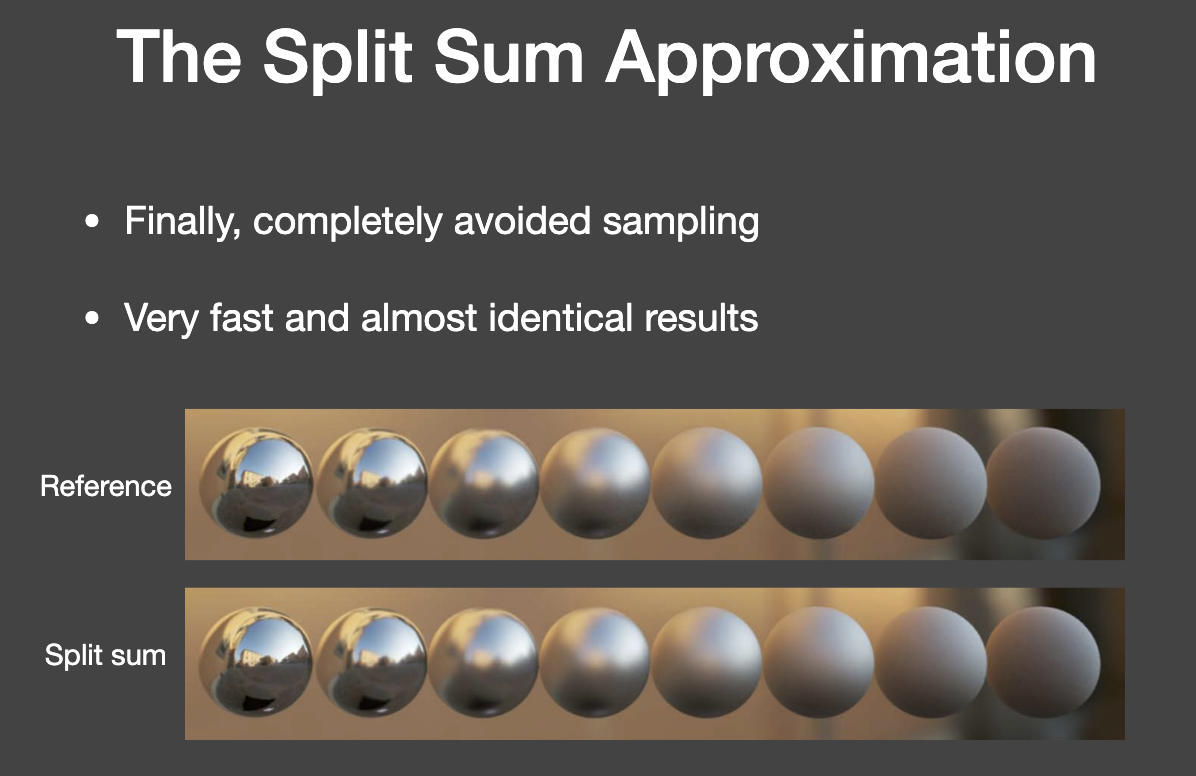 The Split Sum Approximation
• Finally, completely avoided sampling
• Very fast and almost identical results
Reference
Split sum